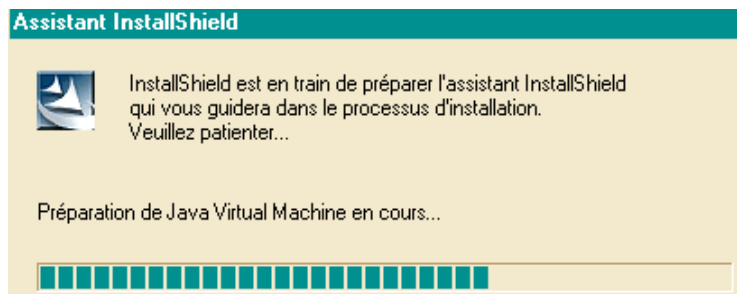 Assistant InstallShield
InstallShield est en train de préparer l'assistant InstallShield
qui vous guidera dans le processus d'installation.
Veuillez patienter...
Préparation de Java Virtual Machine en cours...